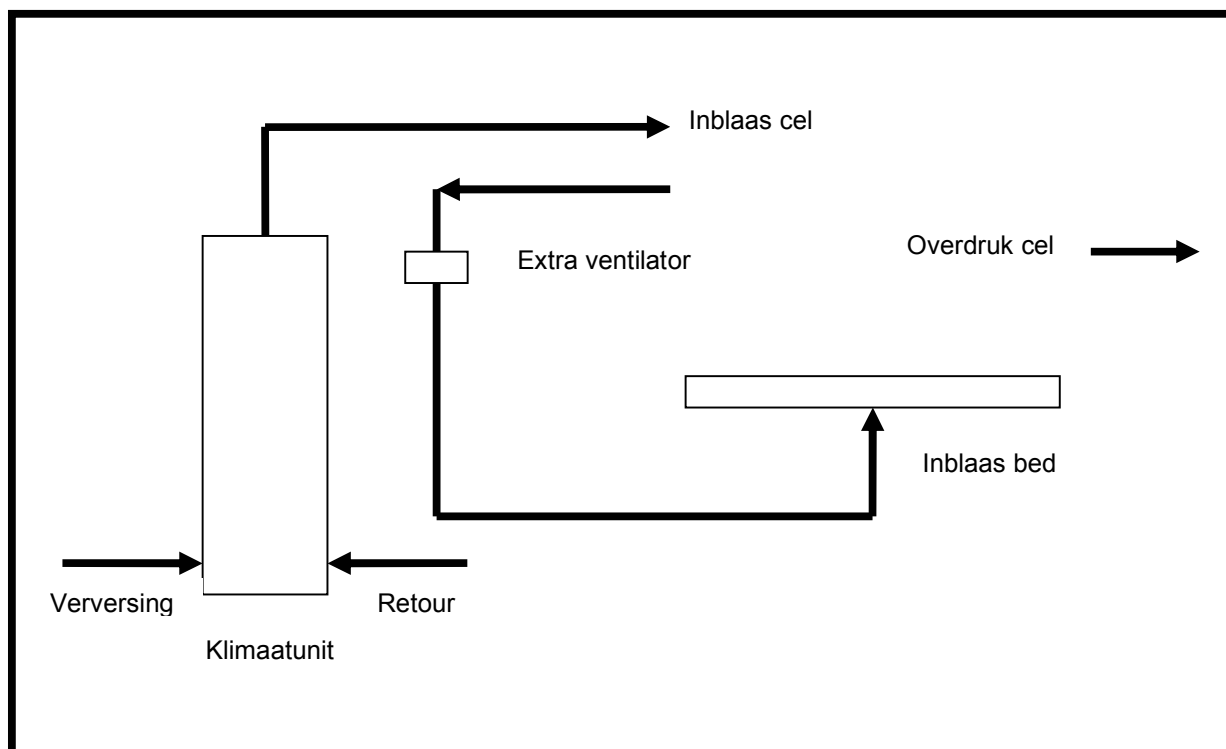 Inblaas cel
Extra ventilator
Overdruk cel
Inblaas bed
Verversing
Retour
Klimaatunit